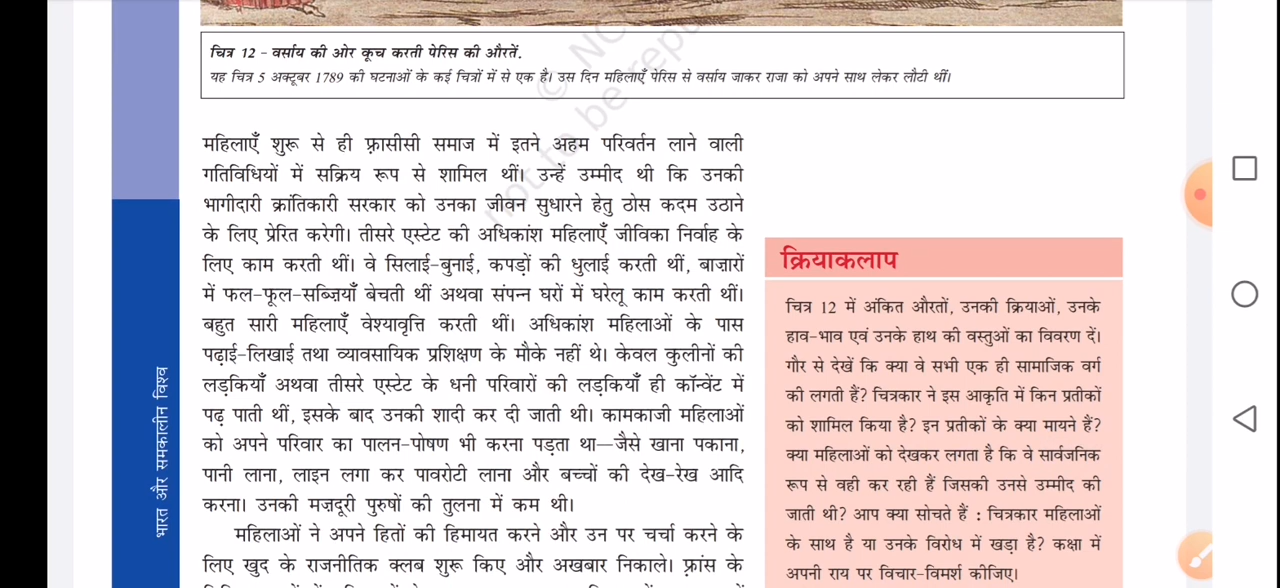 चित्र 12 - वर्साय की ओर कूच करती पेरिस की औरतें.
यह चित्र 5 अक्टूबर 1789 की घटनाओं के कई चित्रों में से एक है। उस दिन महिलाएँ पेरिस से वर्साय जाकर राजा को अपने साथ लेकर लौटी थीं।
महिलाएँ शुरू से ही फ़्रांसीसी समाज में इतने अहम परिवर्तन लाने वाली
गतिविधियों में सक्रिय रूप से शामिल थीं। उन्हें उम्मीद थी कि उनकी
भागीदारी क्रांतिकारी सरकार को उनका जीवन सुधारने हेतु ठोस कदम उठाने
के लिए प्रेरित करेगी। तीसरे एस्टेट की अधिकांश महिलाएँ जीविका निर्वाह के
लिए काम करती थीं। वे सिलाई-बुनाई, कपड़ों की धुलाई करती थीं, बाज़ारों
में फल-फूल-सब्ज़ियाँ बेचती थीं अथवा संपन्न घरों में घरेलू काम करती थीं।
बहुत सारी महिलाएँ वेश्यावृत्ति करती थीं। अधिकांश महिलाओं के पास
पढ़ाई-लिखाई तथा व्यावसायिक प्रशिक्षण के मौके नहीं थे। केवल कुलीनों की
लड़कियाँ अथवा तीसरे एस्टेट के धनी परिवारों की लड़कियाँ ही कॉन्वेंट में
पढ़ पाती थीं, इसके बाद उनकी शादी कर दी जाती थी। कामकाजी महिलाओं
को अपने परिवार का पालन-पोषण भी करना पड़ता था—जैसे खाना पकाना,
पानी लाना, लाइन लगा कर पावरोटी लाना और बच्चों की देख-रेख आदि
करना। उनकी मज़दूरी पुरुषों की तुलना में कम थी।
महिलाओं ने अपने हितों की हिमायत करने और उन पर चर्चा करने के
लिए खुद के राजनीतिक क्लब शुरू किए और अखबार निकाले। फ़्रांस के
क्रियाकलाप
चित्र 12 में अंकित औरतों, उनकी क्रियाओं, उनके
हाव-भाव एवं उनके हाथ की वस्तुओं का विवरण दें।
गौर से देखें कि क्या वे सभी एक ही सामाजिक वर्ग
की लगती हैं? चित्रकार ने इस आकृति में किन प्रतीकों
को शामिल किया है? इन प्रतीकों के क्या मायने हैं?
क्या महिलाओं को देखकर लगता है कि वे सार्वजनिक
रूप से वही कर रही हैं जिसकी उनसे उम्मीद की
जाती थी? आप क्या सोचते हैं : चित्रकार महिलाओं
के साथ है या उनके विरोध में खड़ा है? कक्षा में
अपनी राय पर विचार-विमर्श कीजिए।
भारत और समकालीन विश्व
© NC
not to be repu